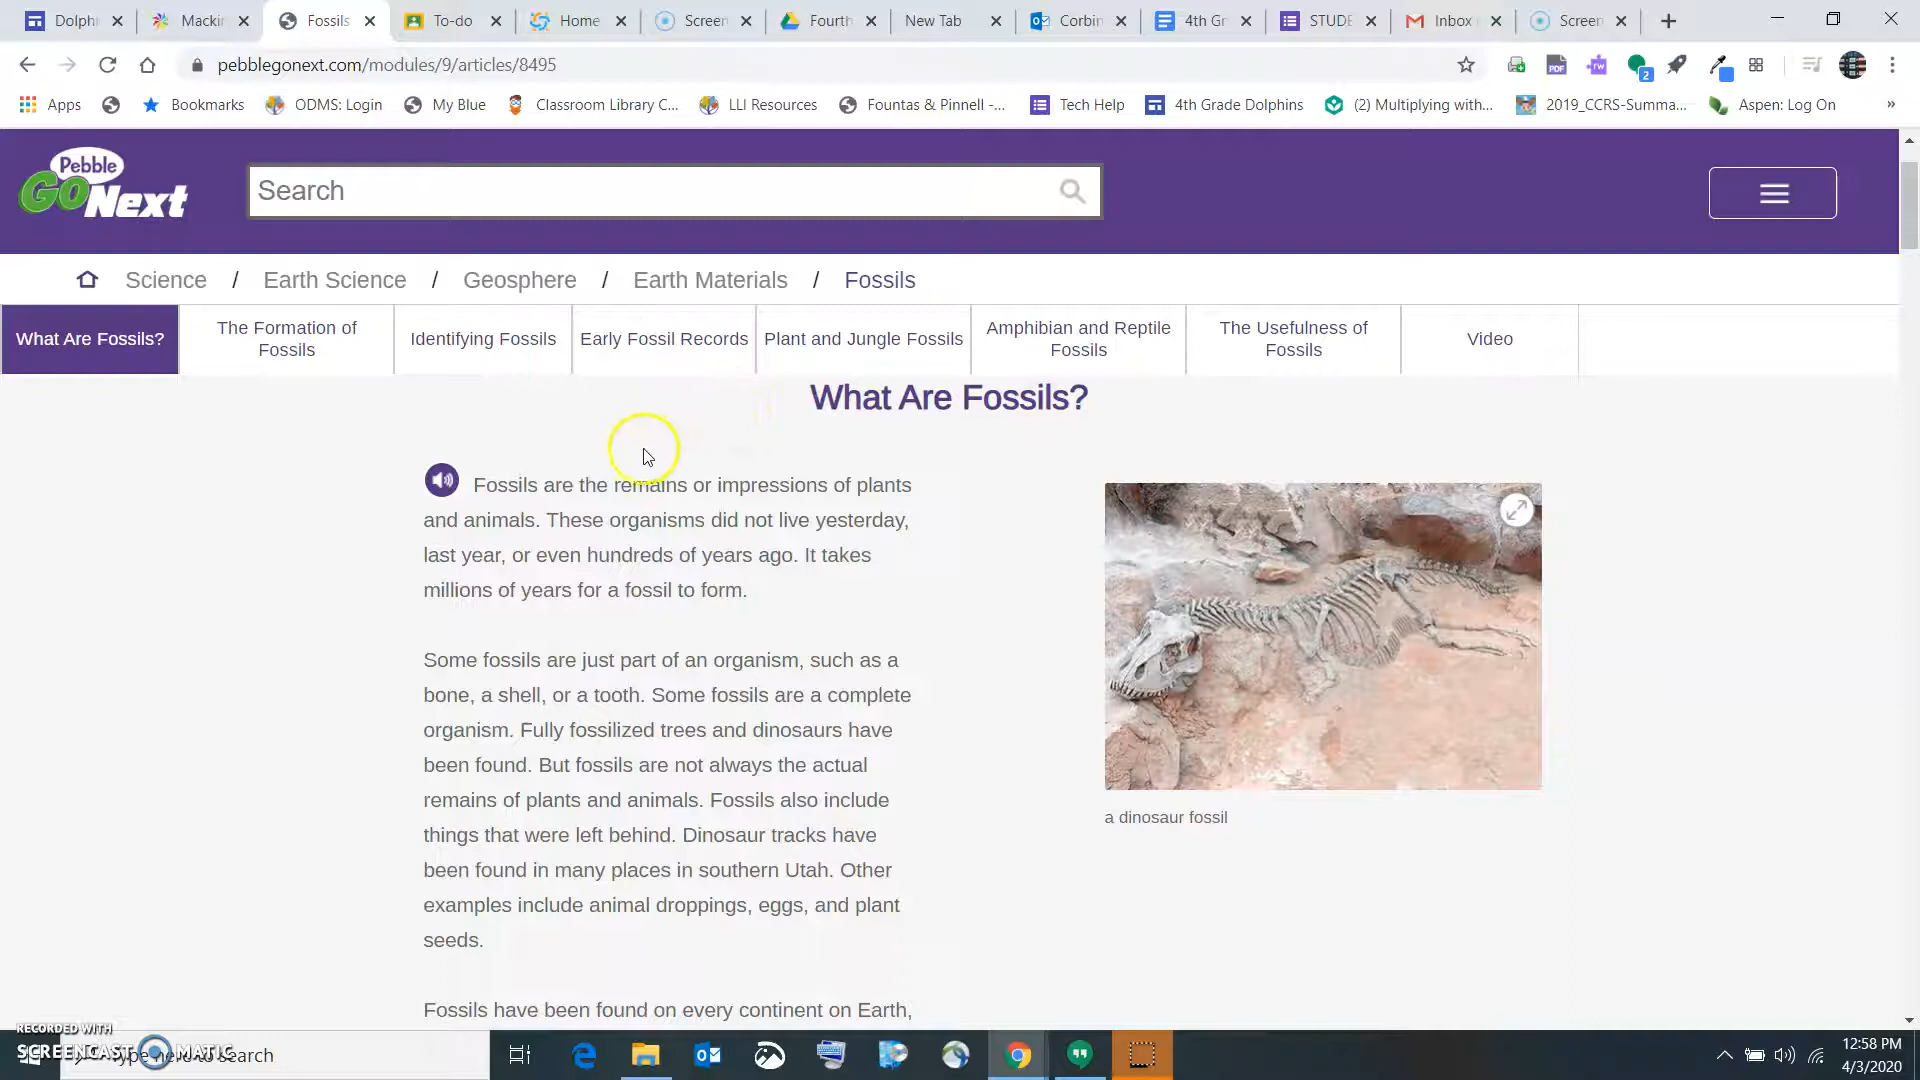 Dolphi
Mackin
Fossils
To-do
Home
Screen
Fourth
New Tab
Corbin
4th Gr
STUDE
Inbox
Screen
pebblegonext.com/modules/9/articles/8495
PDF
rw
2
Apps
Bookmarks
ODMS: Login
My Blue
Classroom Library C...
LLI Resources
Fountas & Pinnell -...
Tech Help
4th Grade Dolphins
(2) Multiplying with...
2019_CCRS-Summa...
Aspen: Log On
»
Pebble
GO Next
Search
Science / Earth Science / Geosphere / Earth Materials / Fossils
What Are Fossils?
The Formation of
Fossils
Identifying Fossils
Early Fossil Records
Plant and Jungle Fossils
Amphibian and Reptile
Fossils
The Usefulness of
Fossils
Video
What Are Fossils?
Fossils are the remains or impressions of plants
and animals. These organisms did not live yesterday,
last year, or even hundreds of years ago. It takes
millions of years for a fossil to form.
Some fossils are just part of an organism, such as a
bone, a shell, or a tooth. Some fossils are a complete
organism. Fully fossilized trees and dinosaurs have
been found. But fossils are not always the actual
remains of plants and animals. Fossils also include
things that were left behind. Dinosaur tracks have
been found in many places in southern Utah. Other
examples include animal droppings, eggs, and plant
seeds.
Fossils have been found on every continent on Earth,
a dinosaur fossil
RECORDED WITH
SCREENCAST MATIC
Type here to search
12:58 PM
4/3/2020